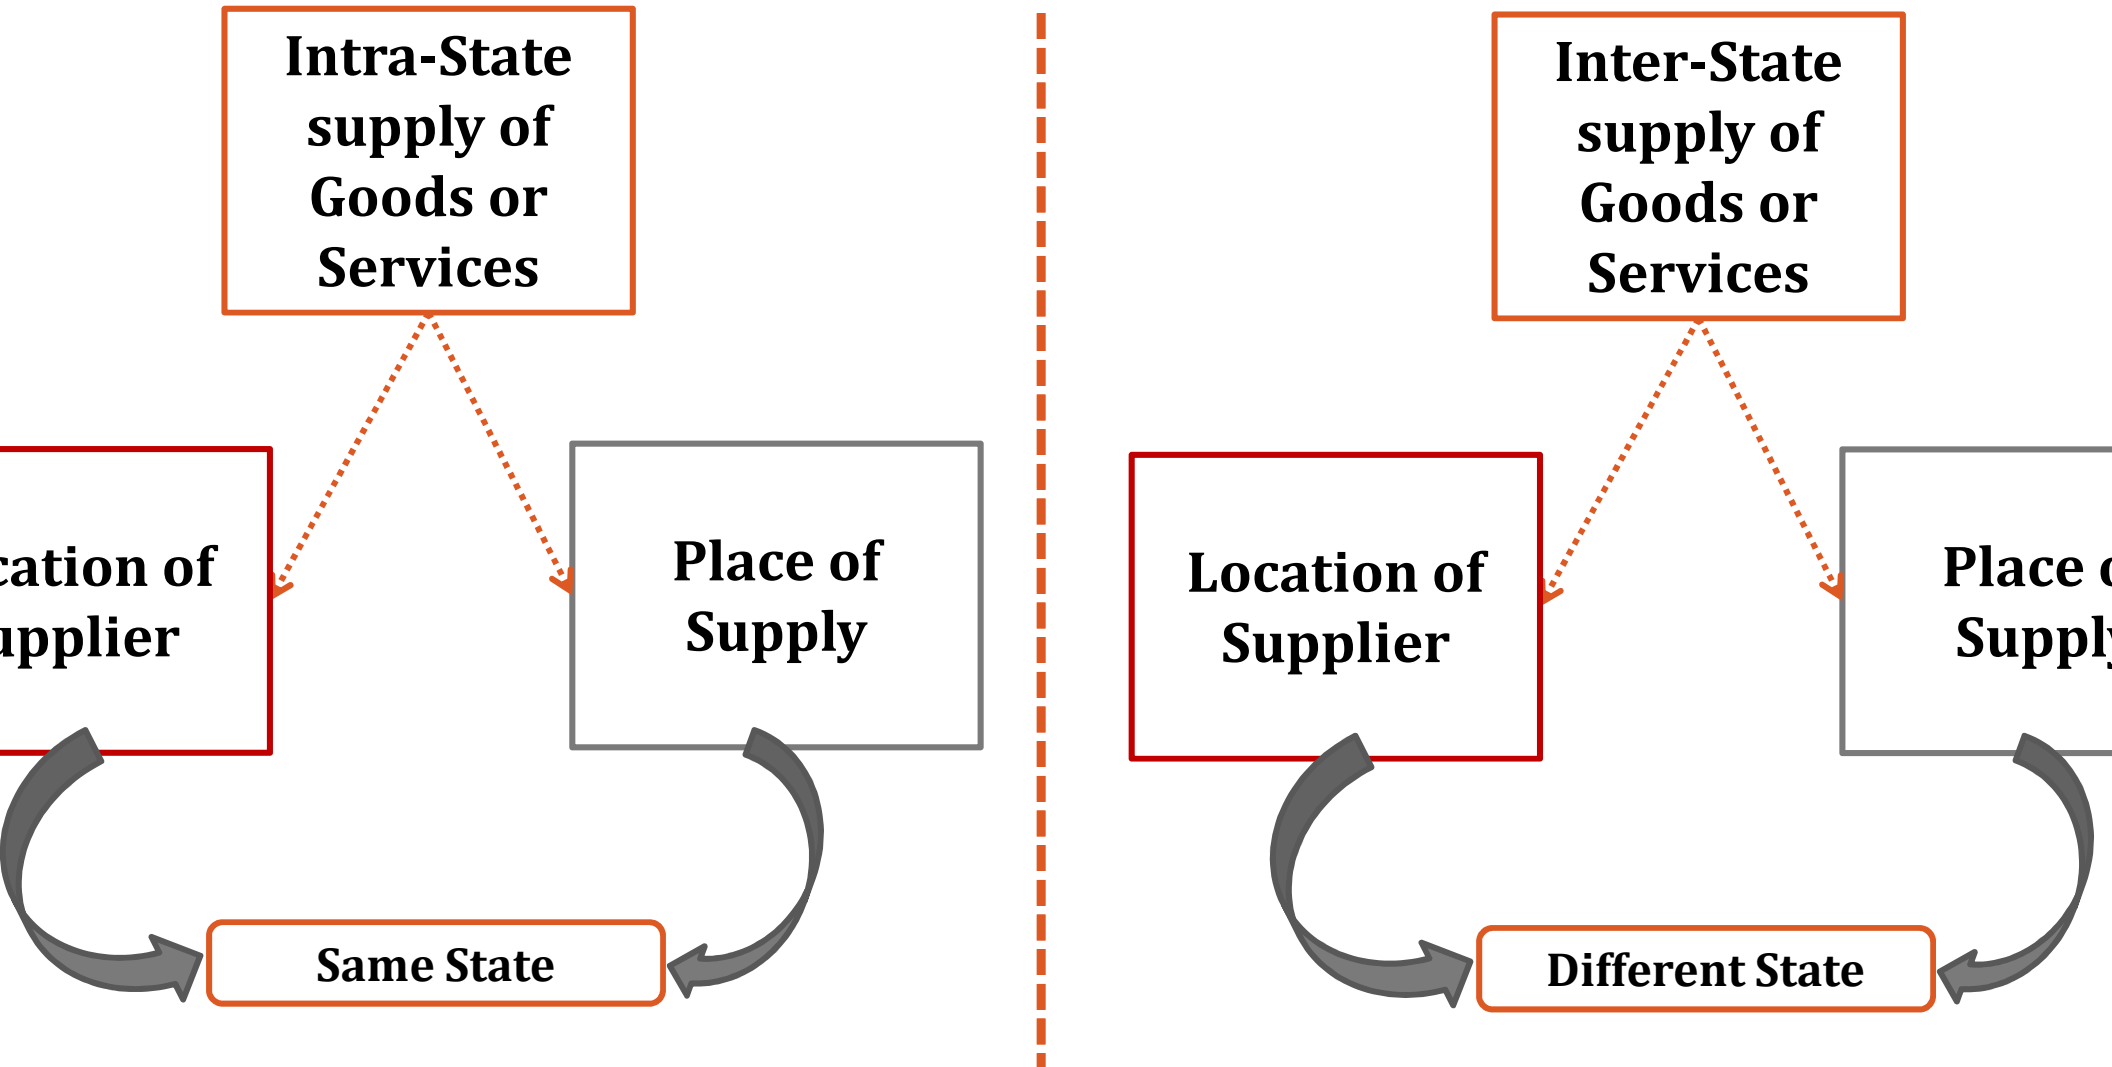 Intra-State
supply of
Goods or
Services
cation of
upplier
Place of
Supply
Same State
Inter-State
supply of
Goods or
Services
Location of
Supplier
Place
Suppl
Different State